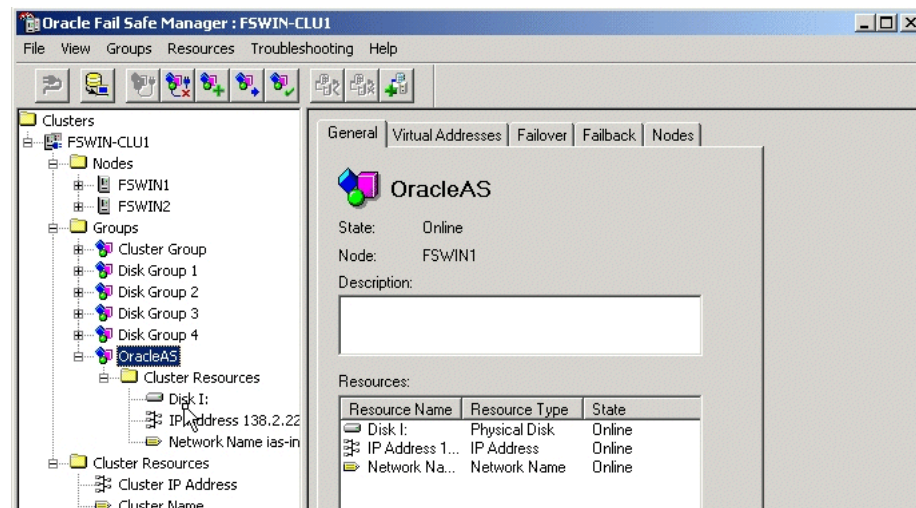 Oracle Fail Safe Manager : FSWIN-CLU1
File View Groups Resources Troubleshooting Help
Clusters
FSWIN-CLU1
Nodes
FSWIN1
FSWIN2
Groups
Cluster Group
Disk Group 1
Disk Group 2
Disk Group 3
Disk Group 4
OracleAS
Cluster Resources
Disk I:
IP Address 138.2.22
Network Name ias-in
Cluster Resources
Cluster IP Address
Cluster Name
General Virtual Addresses Failover Failback Nodes
OracleAS
State: Online
Node: FSWIN1
Description:
Resources:
Resource Name Resource Type State
Disk I: Physical Disk Online
IP Address 1... IP Address Online
Network Na... Network Name Online